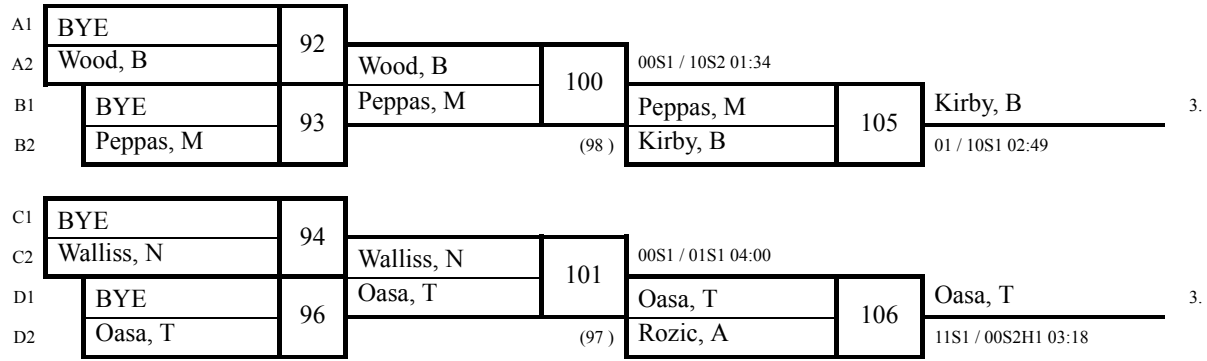 A1 BYE 92
A2 Wood, B Wood, B 100 00S1 / 10S2 01:34
B1 BYE 93 Peppas, M Peppas, M 105 Kirby, B 3.
B2 Peppas, M (98 ) Kirby, B 01 / 10S1 02:49
C1 BYE 94
C2 Walliss, N Walliss, N 101 00S1 / 01S1 04:00
D1 BYE 96 Oasa, T Oasa, T 106 Oasa, T 3.
D2 Oasa, T (97 ) Rozic, A 11S1 / 00S2H1 03:18